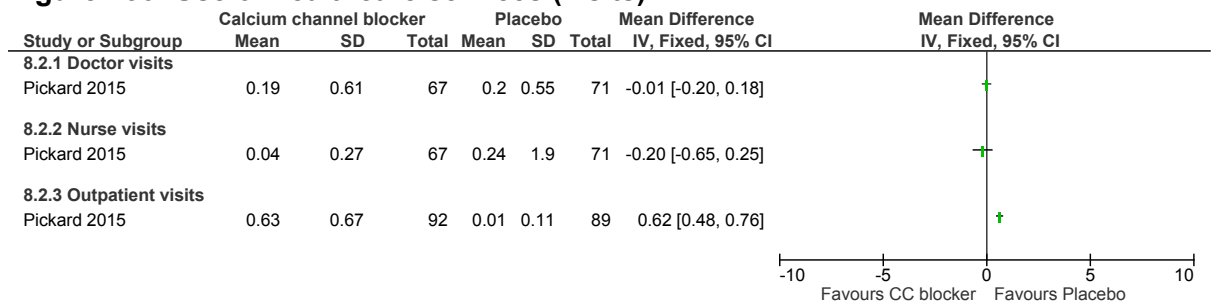 Calcium channel blocker Placebo Mean Difference Mean Difference
Study or Subgroup Mean SD Total Mean SD Total IV, Fixed, 95% CI IV, Fixed, 95% CI
8.2.1 Doctor visits
Pickard 2015 0.19 0.61 67 0.2 0.55 71 -0.01 [-0.20, 0.18]
8.2.2 Nurse visits
Pickard 2015 0.04 0.27 67 0.24 1.9 71 -0.20 [-0.65, 0.25]
8.2.3 Outpatient visits
Pickard 2015 0.63 0.67 92 0.01 0.11 89 0.62 [0.48, 0.76]
-10 -5 0 5 10
Favours CC blocker Favours Placebo